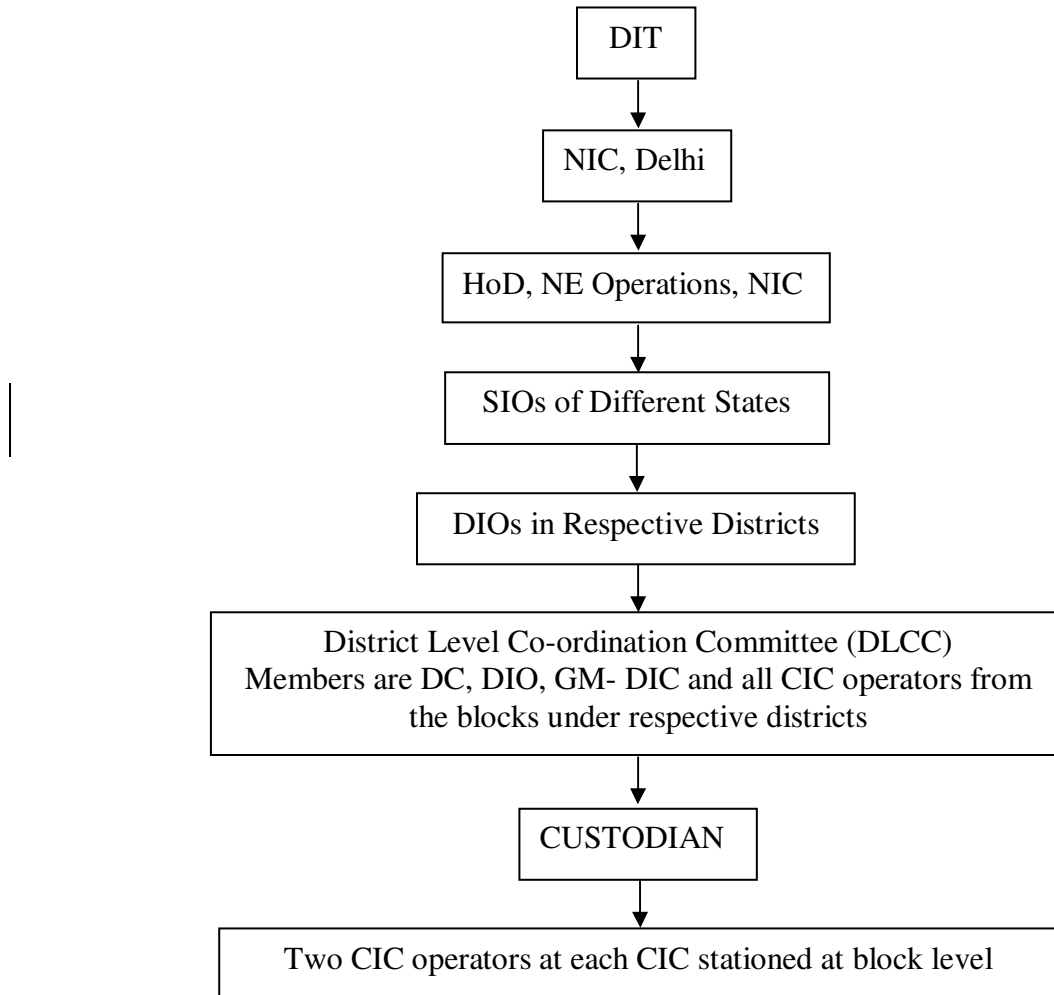 DIT
NIC, Delhi
HoD, NE Operations, NIC
SIOs of Different States
DIOs in Respective Districts
District Level Co-ordination Committee (DLCC)
Members are DC, DIO, GM- DIC and all CIC operators from
the blocks under respective districts
CUSTODIAN
Two CIC operators at each CIC stationed at block level